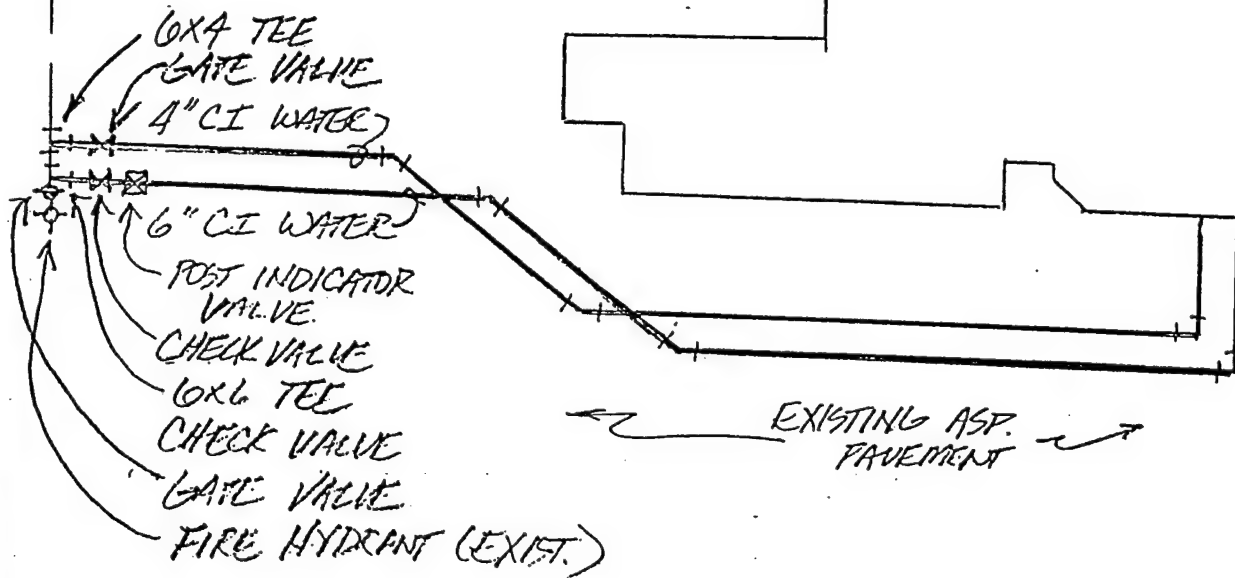 6X4 TEE
GATE VALVE
4" CI WATER
6" CI WATER
POST INDICATOR
VALVE
CHECK VALVE
6X6 TEE
CHECK VALVE
GATE VALVE
FIRE HYDRANT (EXIST.)
EXISTING ASP.
PAVEMENT